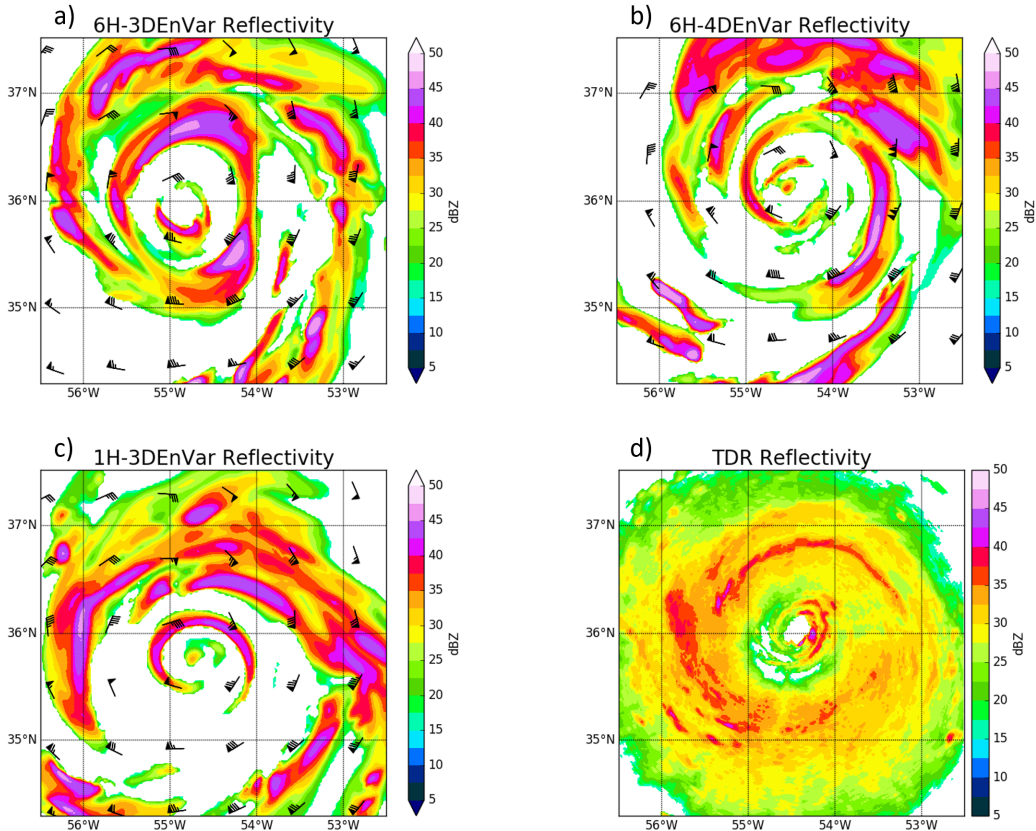 a)
6H-3DEnVar Reflectivity
37°N
36°N
35°N
56°W
55°W
54°W
53°W
50
45
40
35
30
25
20
15
10
5
dBZ
b)
6H-4DEnVar Reflectivity
37°N
36°N
35°N
56°W
55°W
54°W
53°W
50
45
40
35
30
25
20
15
10
5
dBZ
c)
1H-3DEnVar Reflectivity
37°N
36°N
35°N
56°W
55°W
54°W
53°W
50
45
40
35
30
25
20
15
10
5
dBZ
d)
TDR Reflectivity
37°N
36°N
35°N
56°W
55°W
54°W
53°W
50
45
40
35
30
25
20
15
10
5
dBZ